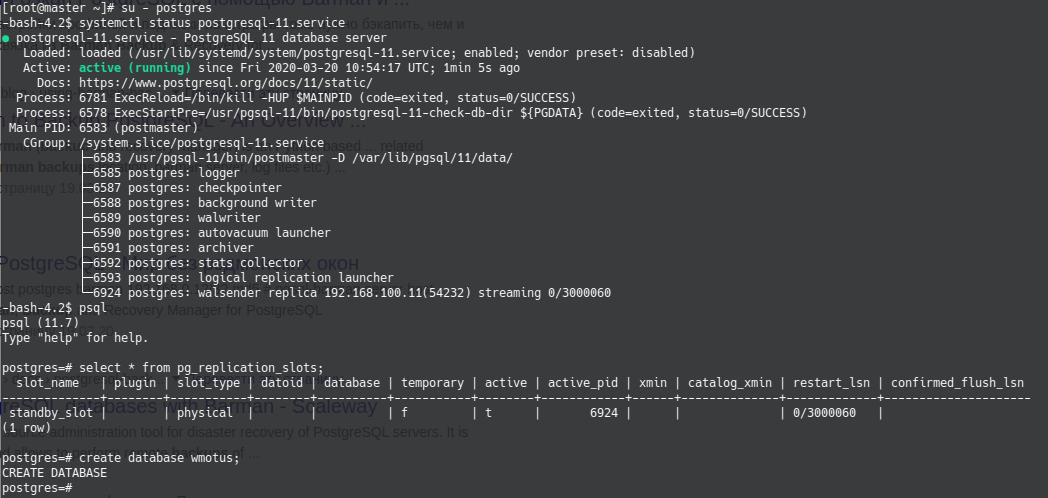 [root@master ~]# su - postgres
-bash-4.2$ systemctl status postgresql-11.service
● postgresql-11.service - PostgreSQL 11 database server
   Loaded: loaded (/usr/lib/systemd/system/postgresql-11.service; enabled; vendor preset: disabled)
   Active: active (running) since Fri 2020-03-20 10:54:17 UTC; 1min 5s ago
     Docs: https://www.postgresql.org/docs/11/static/
  Process: 6781 ExecReload=/bin/kill -HUP $MAINPID (code=exited, status=0/SUCCESS)
  Process: 6578 ExecStartPre=/usr/pgsql-11/bin/postgresql-11-check-db-dir ${PGDATA} (code=exited, status=0/SUCCESS)
 Main PID: 6583 (postmaster)
   CGroup: /system.slice/postgresql-11.service
           ├─6583 /usr/pgsql-11/bin/postmaster -D /var/lib/pgsql/11/data/
           ├─6585 postgres: logger
           ├─6587 postgres: checkpointer
           ├─6588 postgres: background writer
           ├─6589 postgres: walwriter
           ├─6590 postgres: autovacuum launcher
           ├─6591 postgres: archiver
           ├─6592 postgres: stats collector
           ├─6593 postgres: logical replication launcher
           └─6924 postgres: walsender replica 192.168.100.11(54232) streaming 0/3000060
-bash-4.2$ psql
psql (11.7)
Type "help" for help.

postgres=# select * from pg_replication_slots;
  slot_name   | plugin | slot_type | datoid | database | temporary | active | active_pid | xmin | catalog_xmin | restart_lsn | confirmed_flush_lsn
--------------+--------+-----------+--------+----------+-----------+--------+------------+------+--------------+-------------+---------------------
 standby_slot |        | physical  |        |          | f         | t      |       6924 |      |              | 0/3000060   |
(1 row)

postgres=# create database wmotus;
CREATE DATABASE
postgres=#